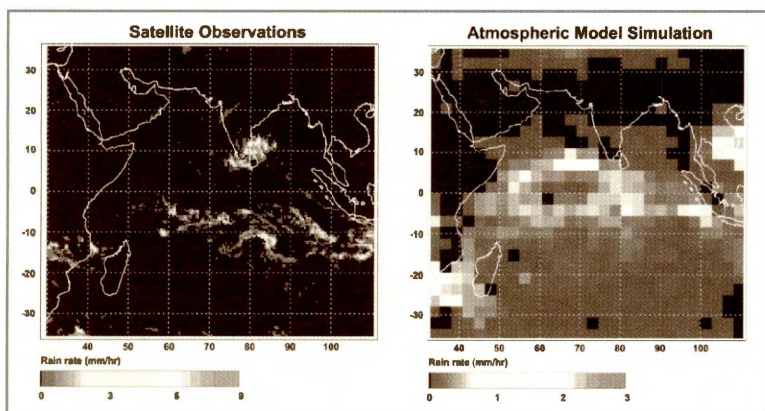 Satellite Observations
30
20
10
0
-10
-20
-30
40 50 60 70 80 90 100
Rain rate (mm/hr)
0 3 6 9
Atmospheric Model Simulation
30
20
10
0
-10
-20
-30
40 50 60 70 80 90 100
Rain rate (mm/hr)
0 1 2 3